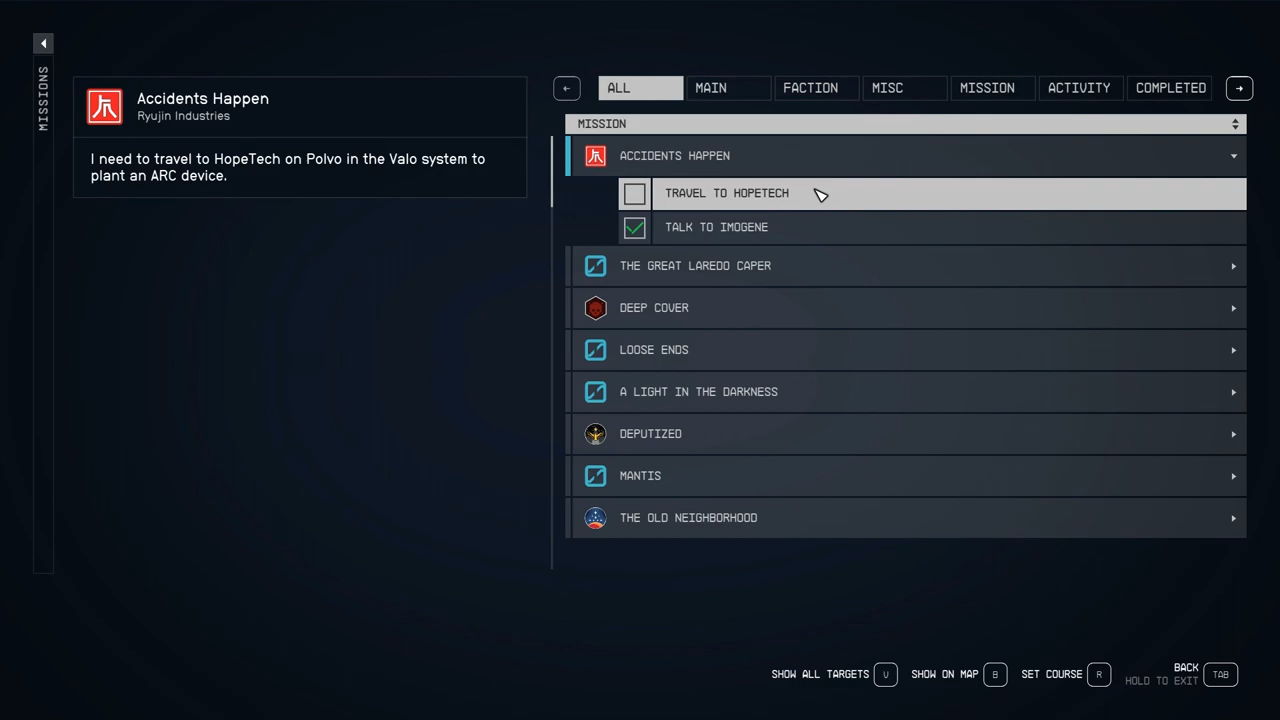 MISSIONS
Accidents Happen
Ryujin Industries
I need to travel to HopeTech on Polvo in the Valo system to
plant an ARC device.
ALL MAIN FACTION MISC MISSION ACTIVITY COMPLETED
MISSION
ACCIDENTS HAPPEN
TRAVEL TO HOPETECH
TALK TO IMOGENE
THE GREAT LAREDO CAPER
DEEP COVER
LOOSE ENDS
A LIGHT IN THE DARKNESS
DEPUTIZED
MANTIS
THE OLD NEIGHBORHOOD
SHOW ALL TARGETS V SHOW ON MAP B SET COURSE R BACK TAB
HOLD TO EXIT